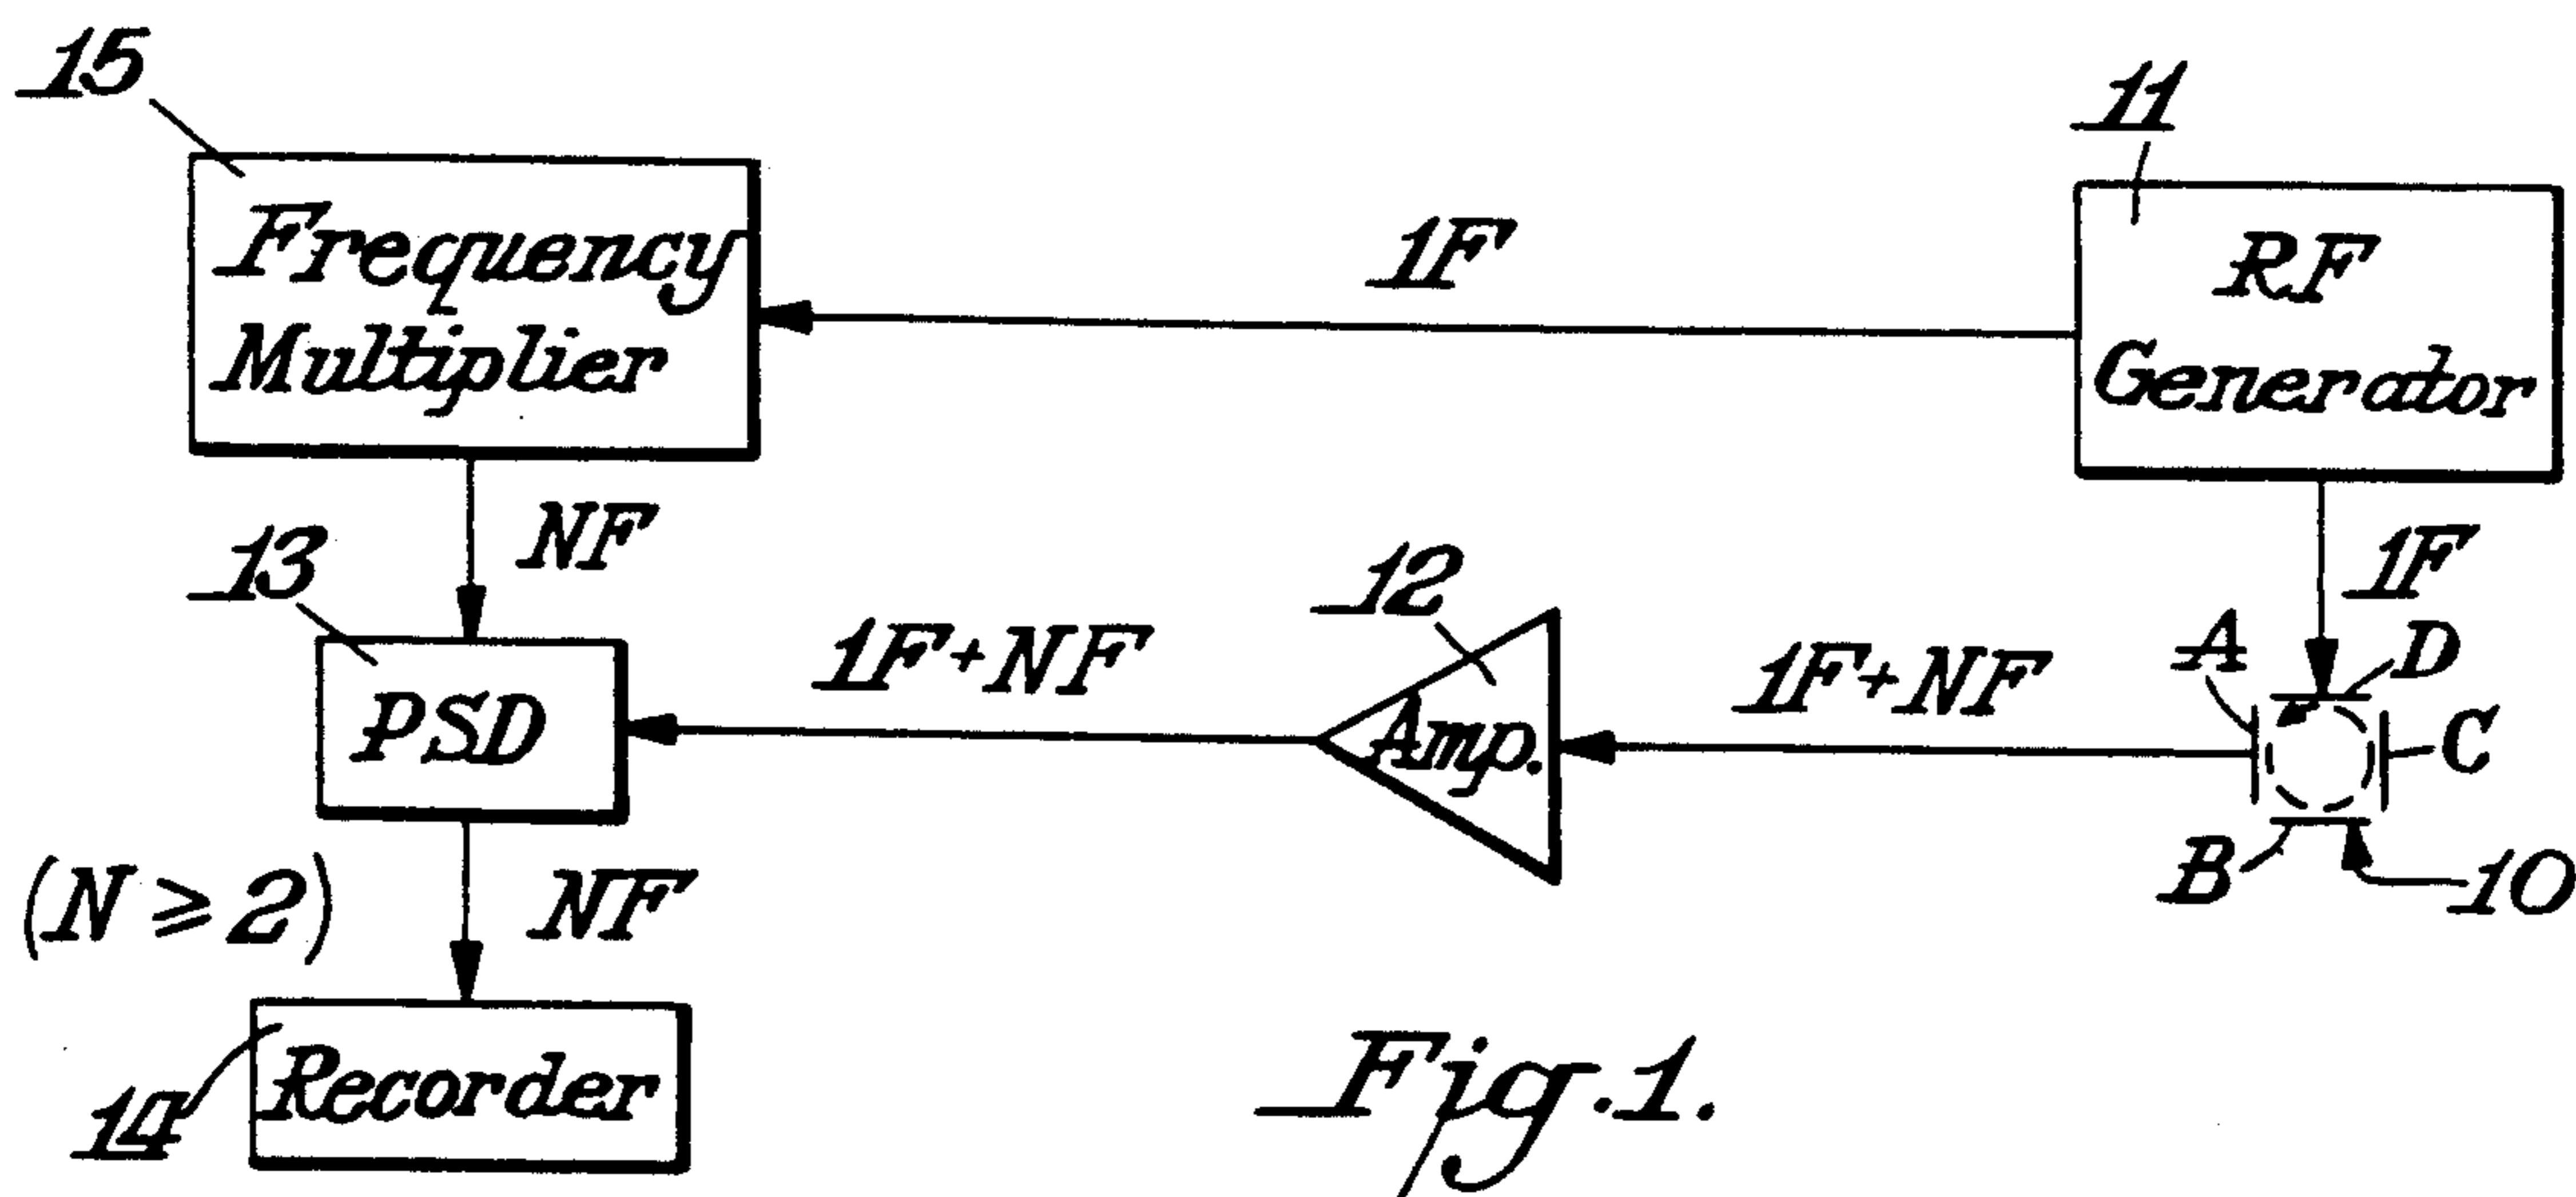 15
Frequency
Multiplier
1F
11
RF
Generator
NF
1F
13
PSD
1F+NF
12
Amp.
1F+NF
A
D
C
B
10
(N ≥ 2)
NF
14
Recorder
Fig.1.